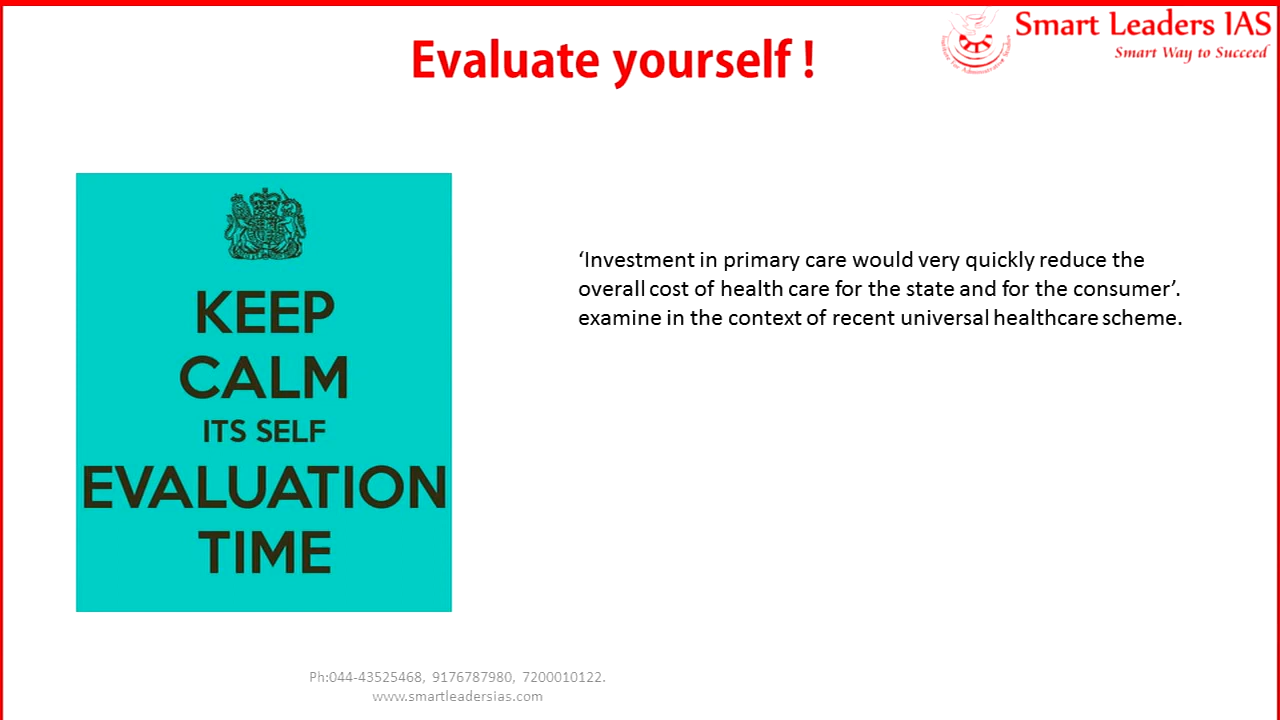 Evaluate yourself !
Smart Leaders IAS
Smart Way to Succeed
KEEP
CALM
ITS SELF
EVALUATION
TIME
‘Investment in primary care would very quickly reduce the
overall cost of health care for the state and for the consumer’.
examine in the context of recent universal healthcare scheme.
Ph:044-43525468, 9176787980, 7200010122.
www.smartleadersias.com